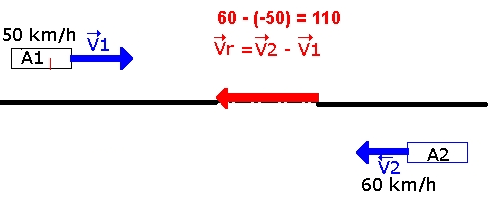 60 - (-50) = 110
50 km/h
V1
Vr = V2 - V1
A1
A2
V2
60 km/h